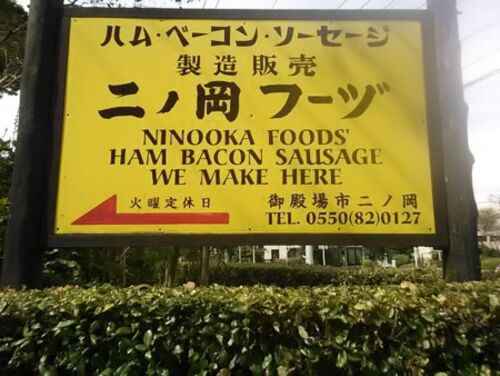 ハム・ベーコン・ソーセージ
製造販売
二ノ岡フーヅ
NINOOKA FOODS'
HAM BACON SAUSAGE
WE MAKE HERE
火曜定休日
御殿場市二ノ岡
TEL. 0550(82)0127